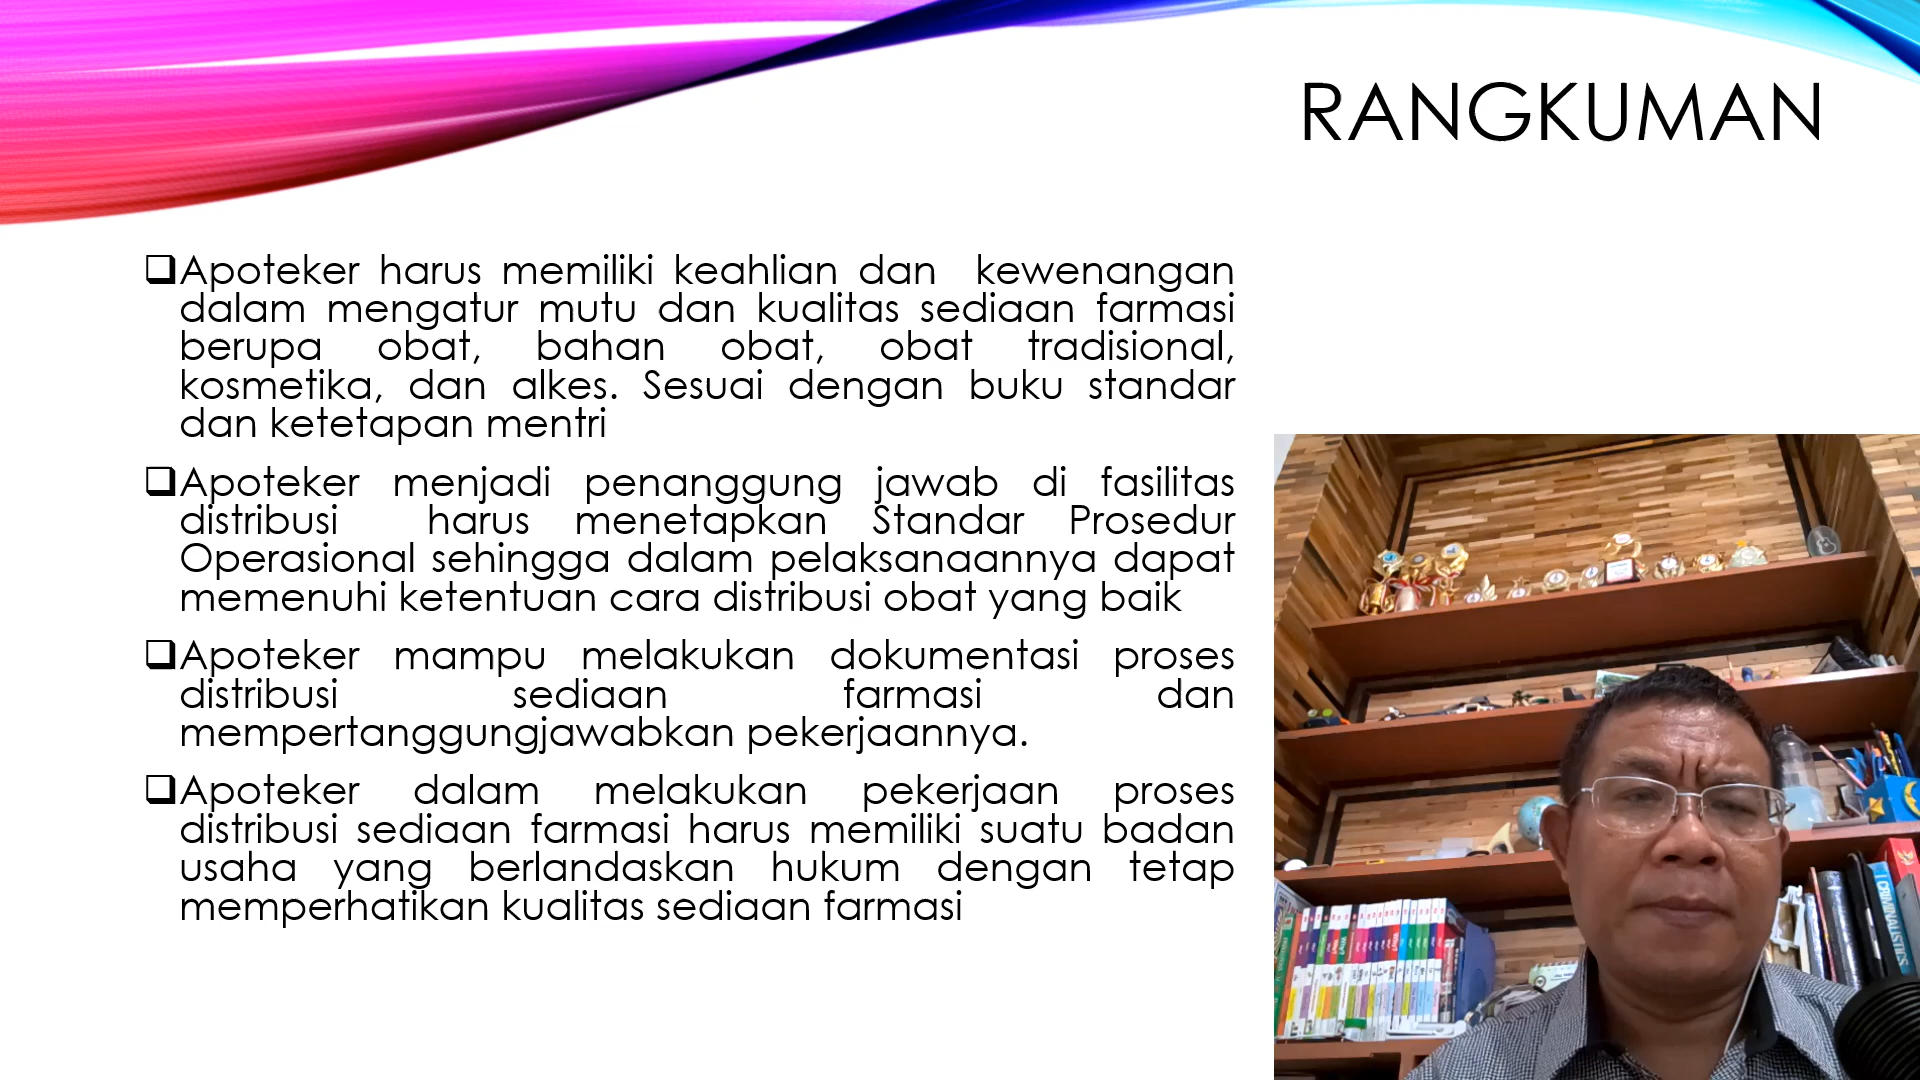 RANGKUMAN
❑Apoteker harus memiliki keahlian dan kewenangan
dalam mengatur mutu dan kualitas sediaan farmasi
berupa obat, bahan obat, obat tradisional,
kosmetika, dan alkes. Sesuai dengan buku standar
dan ketetapan mentri
❑Apoteker menjadi penanggung jawab di fasilitas
distribusi harus menetapkan Standar Prosedur
Operasional sehingga dalam pelaksanaannya dapat
memenuhi ketentuan cara distribusi obat yang baik
❑Apoteker mampu melakukan dokumentasi proses
distribusi sediaan farmasi dan
mempertanggungjawabkan pekerjaannya.
❑Apoteker dalam melakukan pekerjaan proses
distribusi sediaan farmasi harus memiliki suatu badan
usaha yang berlandaskan hukum dengan tetap
memperhatikan kualitas sediaan farmasi
CRIMINALISTICS